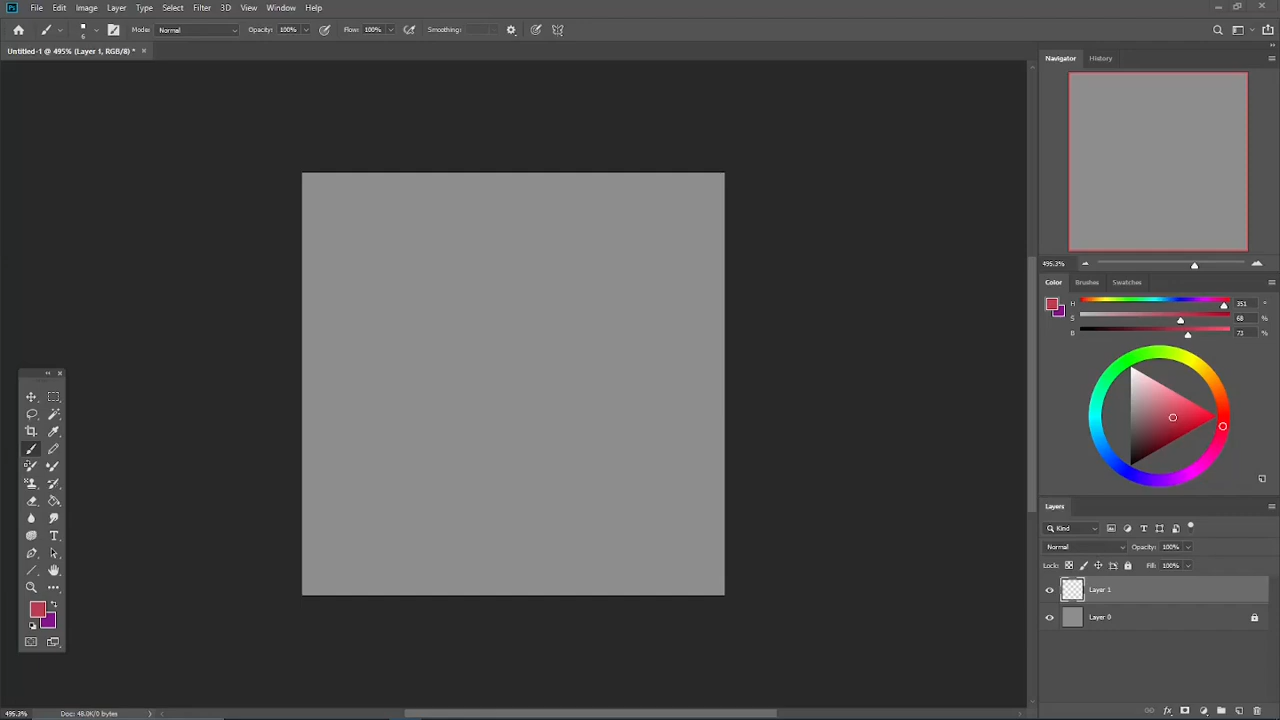 Ps File Edit Image Layer Type Select Filter 3D View Window Help
6 Mode: Normal Opacity: 100% Flow: 100% Smoothing:
Untitled-1 @ 495% (Layer 1, RGB/8) *
Navigator History
495.3%
Color Brushes Swatches
H 351 °
S 68 %
B 73 %
Layers
Kind
Normal Opacity: 100%
Lock: Fill: 100%
Layer 1
Layer 0
495.3% Doc: 48.0K/0 bytes